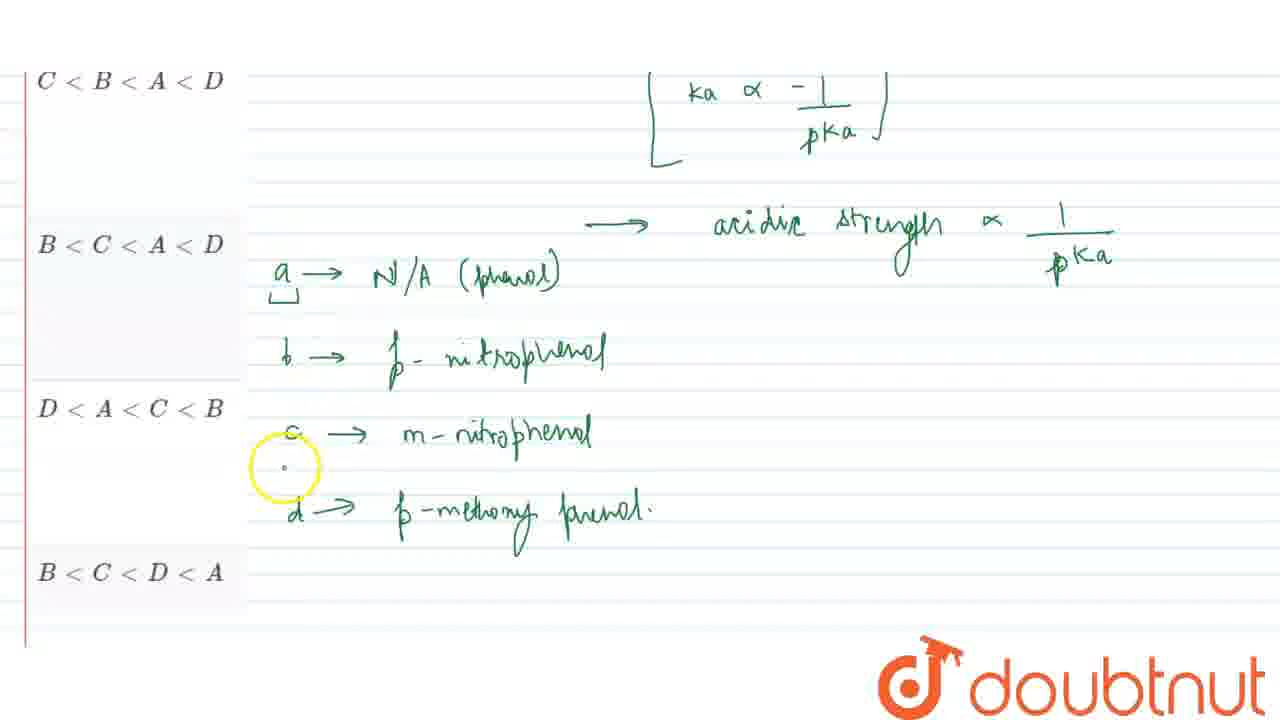 C < B < A < D
ka ∝ -1/pKa
B < C < A < D
→ acidic strength ∝ 1/pKa
a → N/A (phenol)
b → p- nitrophenol
D < A < C < B
c → m-nitrophenol
d → p-methoxy phenol.
B < C < D < A
doubtnut